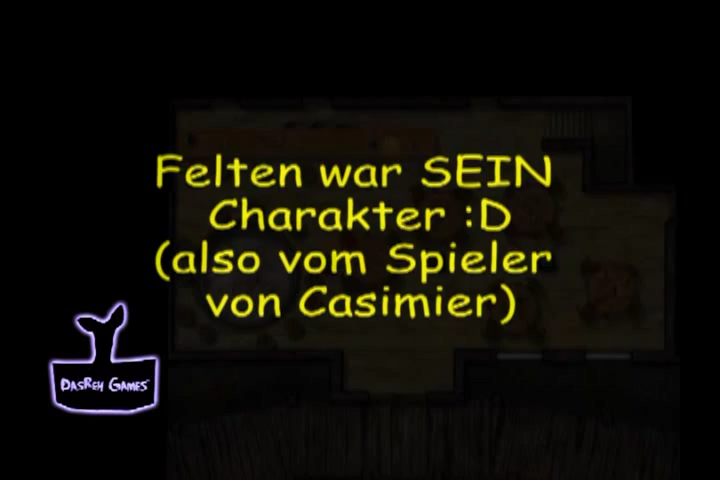 Felten war SEIN
Charakter :D
(also vom Spieler
von Casimier)
DASREH GAMES